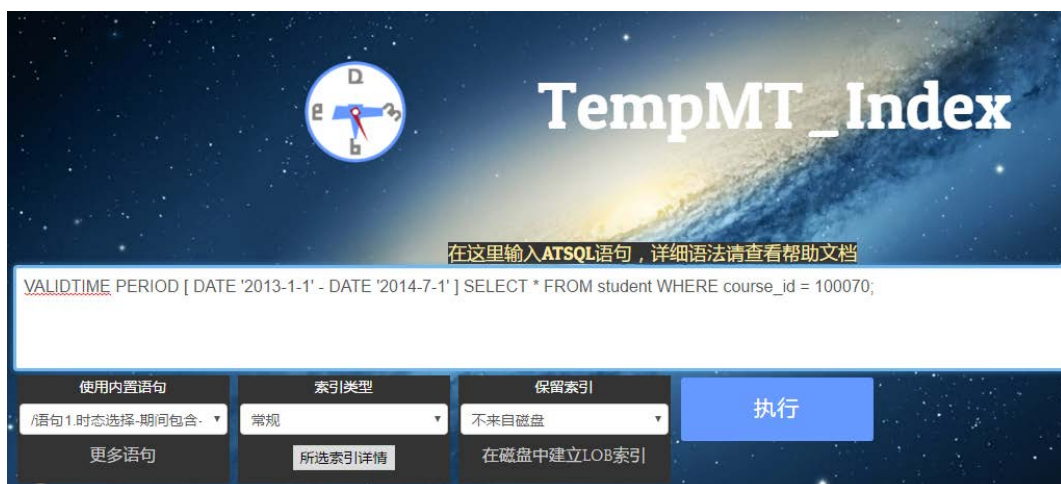 TempMT_Index
在这里输入ATSQL语句，详细语法请查看帮助文档
VALIDTIME PERIOD [ DATE '2013-1-1' - DATE '2014-7-1' ] SELECT * FROM student WHERE course_id = 100070;
使用内置语句 索引类型 保留索引
/语句1.时态选择-期间包含- 常规 不来自磁盘 执行
更多语句 所选索引详情 在磁盘中建立LOB索引